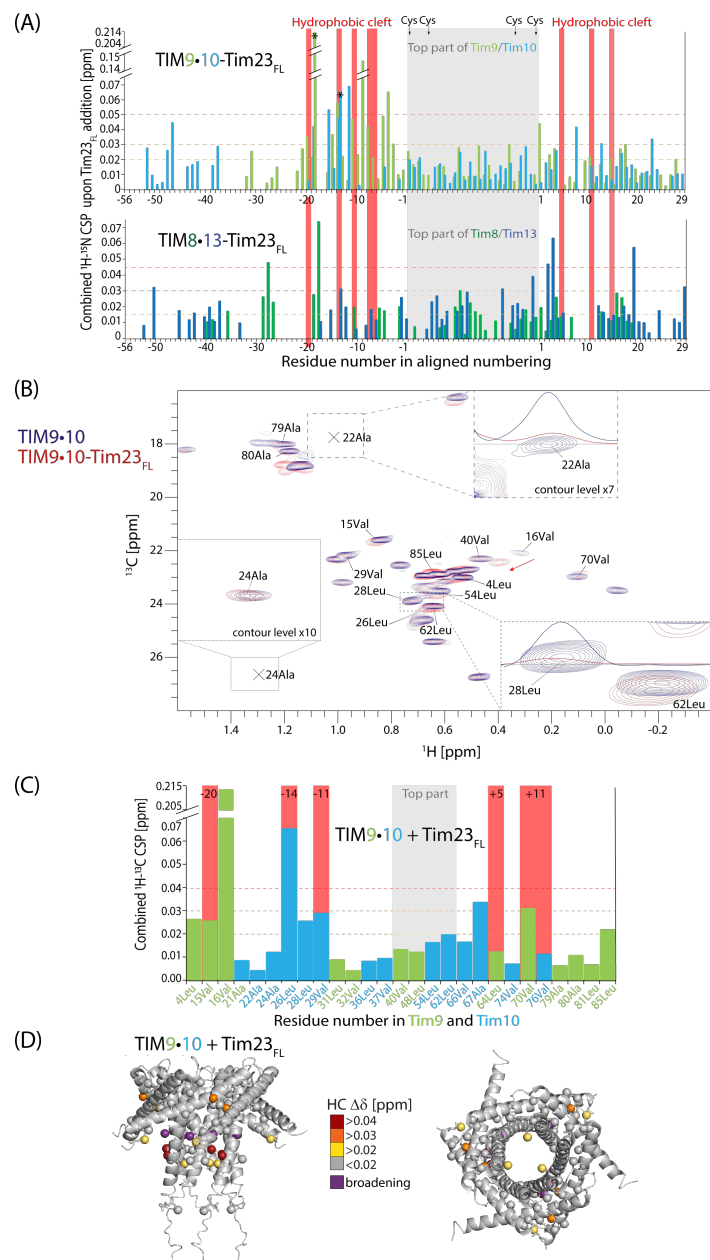 (A)
Hydrophobic cleft
Cys Cys
Cys Cys
Hydrophobic cleft
Combined ¹H-¹⁵N CSP upon Tim23FL addition [ppm]
TIM9•10-Tim23FL
Top part of Tim9/Tim10
*
*
0.214
0.204
0.15
0.14
0.05
0.04
0.03
0.02
0.01
0
-56 -40 -30 -20 -10 -1 1 10 20 29
TIM8•13-Tim23FL
Top part of Tim8/Tim13
0.07
0.06
0.05
0.04
0.03
0.02
0.01
0.00
-56 -40 -30 -20 -10 -1 1 10 20 29
Residue number in aligned numbering
(B)
TIM9•10
TIM9•10-Tim23FL
79Ala
80Ala
22Ala
22Ala
contour level x7
15Val
29Val
85Leu
40Val
16Val
70Val
4Leu
54Leu
28Leu
26Leu
62Leu
24Ala
contour level x10
24Ala
28Leu
62Leu
18
20
22
24
26
¹³C [ppm]
1.4 1.2 1.0 0.8 0.6 0.4 0.2 0.0 -0.2
¹H [ppm]
(C)
Combined ¹H-¹³C CSP [ppm]
0.215
0.205
0.07
0.06
0.05
0.04
0.03
0.02
0.01
0.00
-20 -14 -11 Top part +5 +11
TIM9•10 + Tim23FL
4Leu 15Val 16Val 21Ala 22Ala 24Ala 26Leu 28Leu 29Val 31Leu 32Val 36Leu 37Val 40Val 48Leu 54Leu 62Leu 66Val 67Ala 64Leu 74Val 70Val 76Val 79Ala 80Ala 81Leu 85Leu
Residue number in Tim9 and Tim10
(D)
TIM9•10 + Tim23FL
HC Δδ [ppm]
>0.04
>0.03
>0.02
<0.02
broadening